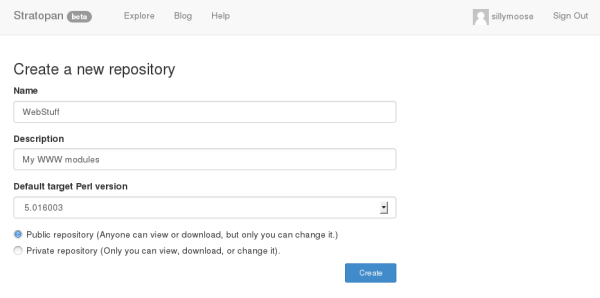 Stratopan beta Explore Blog Help sillymoose Sign Out
Create a new repository
Name
WebStuff
Description
My WWW modules
Default target Perl version
5.016003
Public repository (Anyone can view or download, but only you can change it.)
Private repository (Only you can view, download, or change it).
Create